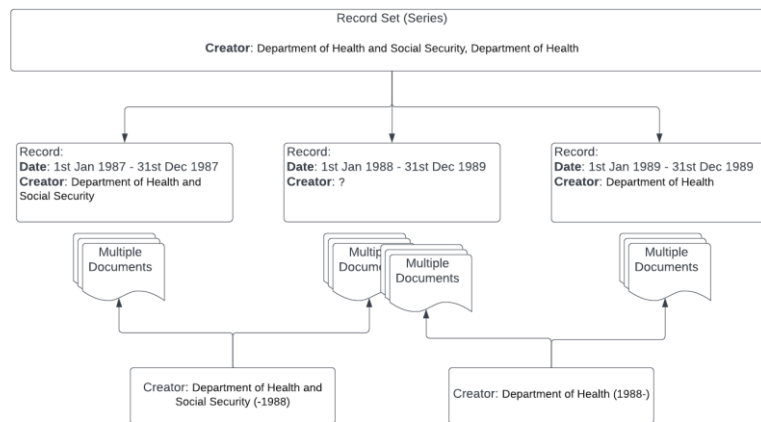 Record Set (Series)
Creator: Department of Health and Social Security, Department of Health
Record:
Date: 1st Jan 1987 - 31st Dec 1987
Creator: Department of Health and
Social Security
Record:
Date: 1st Jan 1988 - 31st Dec 1989
Creator: ?
Record:
Date: 1st Jan 1989 - 31st Dec 1989
Creator: Department of Health
Multiple
Documents
Multiple
Multiple
Documents
Multiple
Documents
Creator: Department of Health and
Social Security (-1988)
Creator: Department of Health (1988-)